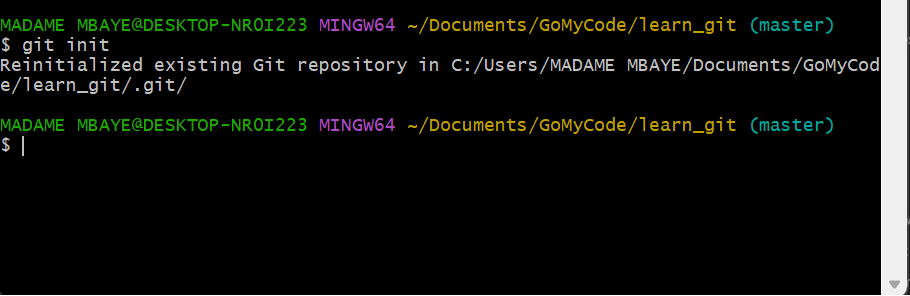 MADAME MBAYE@DESKTOP-NROI223 MINGW64 ~/Documents/GoMyCode/learn_git (master)
$ git init
Reinitialized existing Git repository in C:/Users/MADAME MBAYE/Documents/GoMyCod
e/learn_git/.git/

MADAME MBAYE@DESKTOP-NROI223 MINGW64 ~/Documents/GoMyCode/learn_git (master)
$